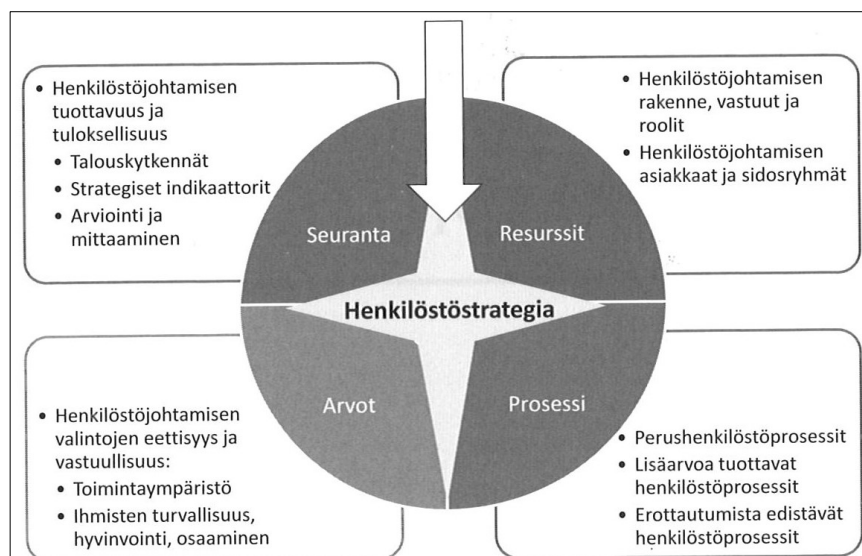 • Henkilöstöjohtamisen
tuottavuus ja
tuloksellisuus
• Talouskytkennät
• Strategiset indikaattorit
• Arviointi ja
mittaaminen
• Henkilöstöjohtamisen
rakenne, vastuut ja
roolit
• Henkilöstöjohtamisen
asiakkaat ja sidosryhmät
Seuranta
Resurssit
Henkilöstöstrategia
Arvot
Prosessi
• Henkilöstöjohtamisen
valintojen eettisyys ja
vastuullisuus:
• Toimintaympäristö
• Ihmisten turvallisuus,
hyvinvointi, osaaminen
• Perushenkilöstöprosessit
• Lisäarvoa tuottavat
henkilöstöprosessit
• Erottautumista edistävät
henkilöstöprosessit